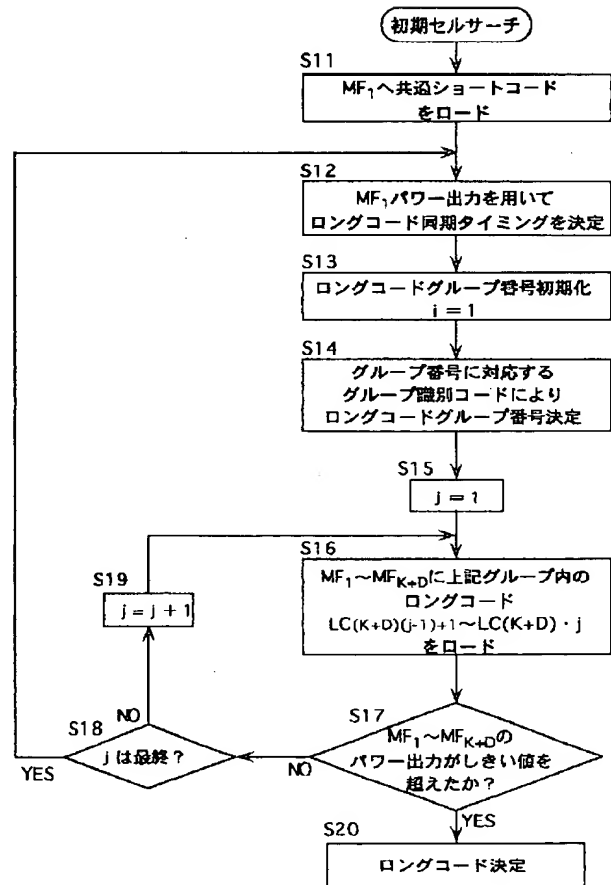 初期セルサーチ
S11
MF₁へ共通ショートコード
をロード
S12
MF₁パワー出力を用いて
ロングコード同期タイミングを決定
S13
ロングコードグループ番号初期化
i = 1
S14
グループ番号に対応する
グループ識別コードにより
ロングコードグループ番号決定
S15
j = 1
S16
MF₁～MF_K+Dに上記グループ内の
ロングコード
LC(K+D)(j-1)+1～LC(K+D)・j
をロード
S19
j = j + 1
S17
MF₁～MF_K+Dの
パワー出力がしきい値を
超えたか？
S18
NO
jは最終？
YES
NO
YES
S20
ロングコード決定